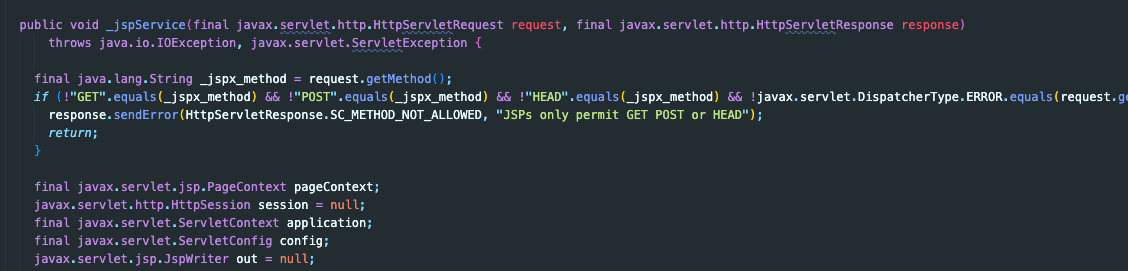 public void _jspService(final javax.servlet.http.HttpServletRequest request, final javax.servlet.http.HttpServletResponse response)
throws java.io.IOException, javax.servlet.ServletException {
final java.lang.String _jspx_method = request.getMethod();
if (!"GET".equals(_jspx_method) && !"POST".equals(_jspx_method) && !"HEAD".equals(_jspx_method) && !javax.servlet.DispatcherType.ERROR.equals(request.ge
response.sendError(HttpServletResponse.SC_METHOD_NOT_ALLOWED, "JSPs only permit GET POST or HEAD");
return;
}
final javax.servlet.jsp.PageContext pageContext;
javax.servlet.http.HttpSession session = null;
final javax.servlet.ServletContext application;
final javax.servlet.ServletConfig config;
javax.servlet.jsp.JspWriter out = null;